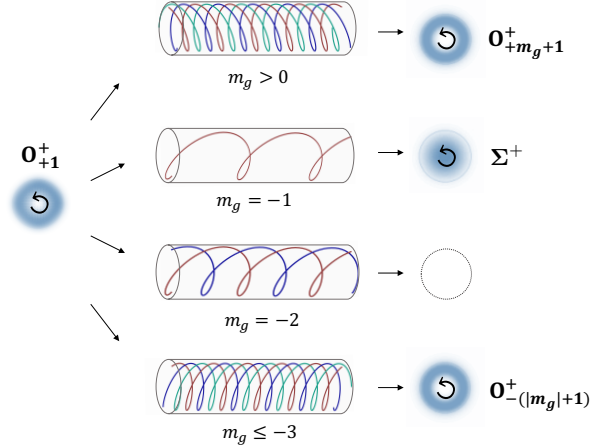 m_g > 0
O^+_{+m_g+1}
O^+_{+1}
m_g = −1
Σ^+
m_g = −2
m_g ≤ −3
O^+_{−(|m_g|+1)}